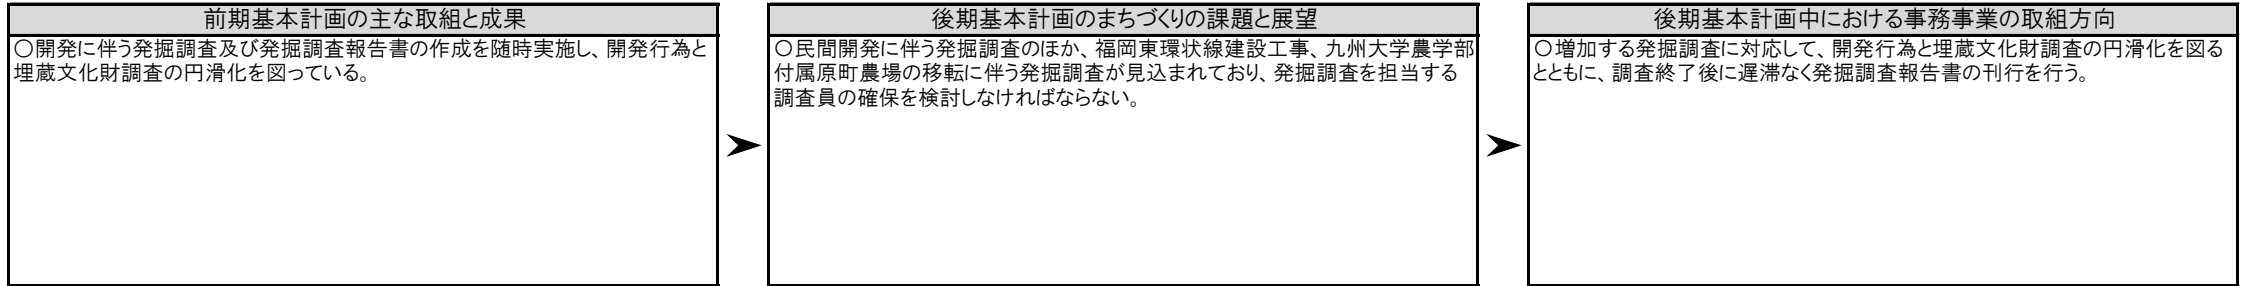 前期基本計画の主な取組と成果
○開発に伴う発掘調査及び発掘調査報告書の作成を随時実施し、開発行為と
埋蔵文化財調査の円滑化を図っている。
後期基本計画のまちづくりの課題と展望
○民間開発に伴う発掘調査のほか、福岡東環状線建設工事、九州大学農学部
付属原町農場の移転に伴う発掘調査が見込まれており、発掘調査を担当する
調査員の確保を検討しなければならない。
後期基本計画中における事務事業の取組方向
○増加する発掘調査に対応して、開発行為と埋蔵文化財調査の円滑化を図る
とともに、調査終了後に遅滞なく発掘調査報告書の刊行を行う。